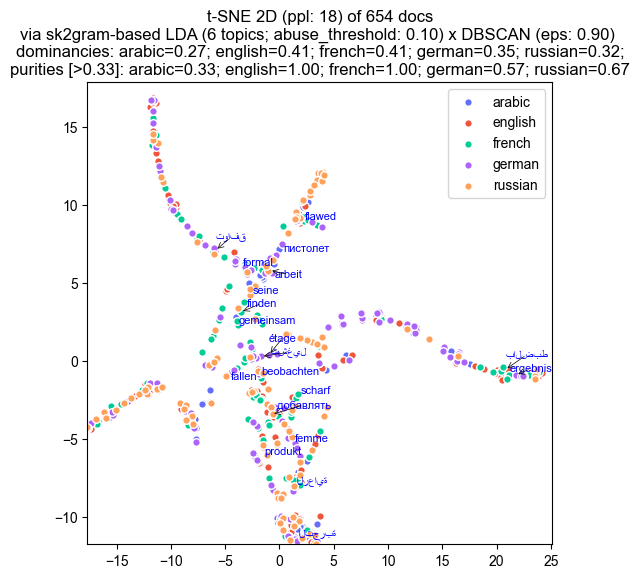 t-SNE 2D (ppl: 18) of 654 docs
via sk2gram-based LDA (6 topics; abuse_threshold: 0.10) x DBSCAN (eps: 0.90)
dominancies: arabic=0.27; english=0.41; french=0.41; german=0.35; russian=0.32;
purities [>0.33]: arabic=0.33; english=1.00; french=1.00; german=0.57; russian=0.67
arabic
english
french
german
russian
flawed
توافق
пистолет
formal
arbeit
seine
finden
gemeinsam
étage
بالضبط
ergebnis
beobachten
fallen
scharf
добавлять
femme
produkt
الرعاية
التجربة
15
10
5
0
−5
−10
−15
−10
−5
0
5
10
15
20
25